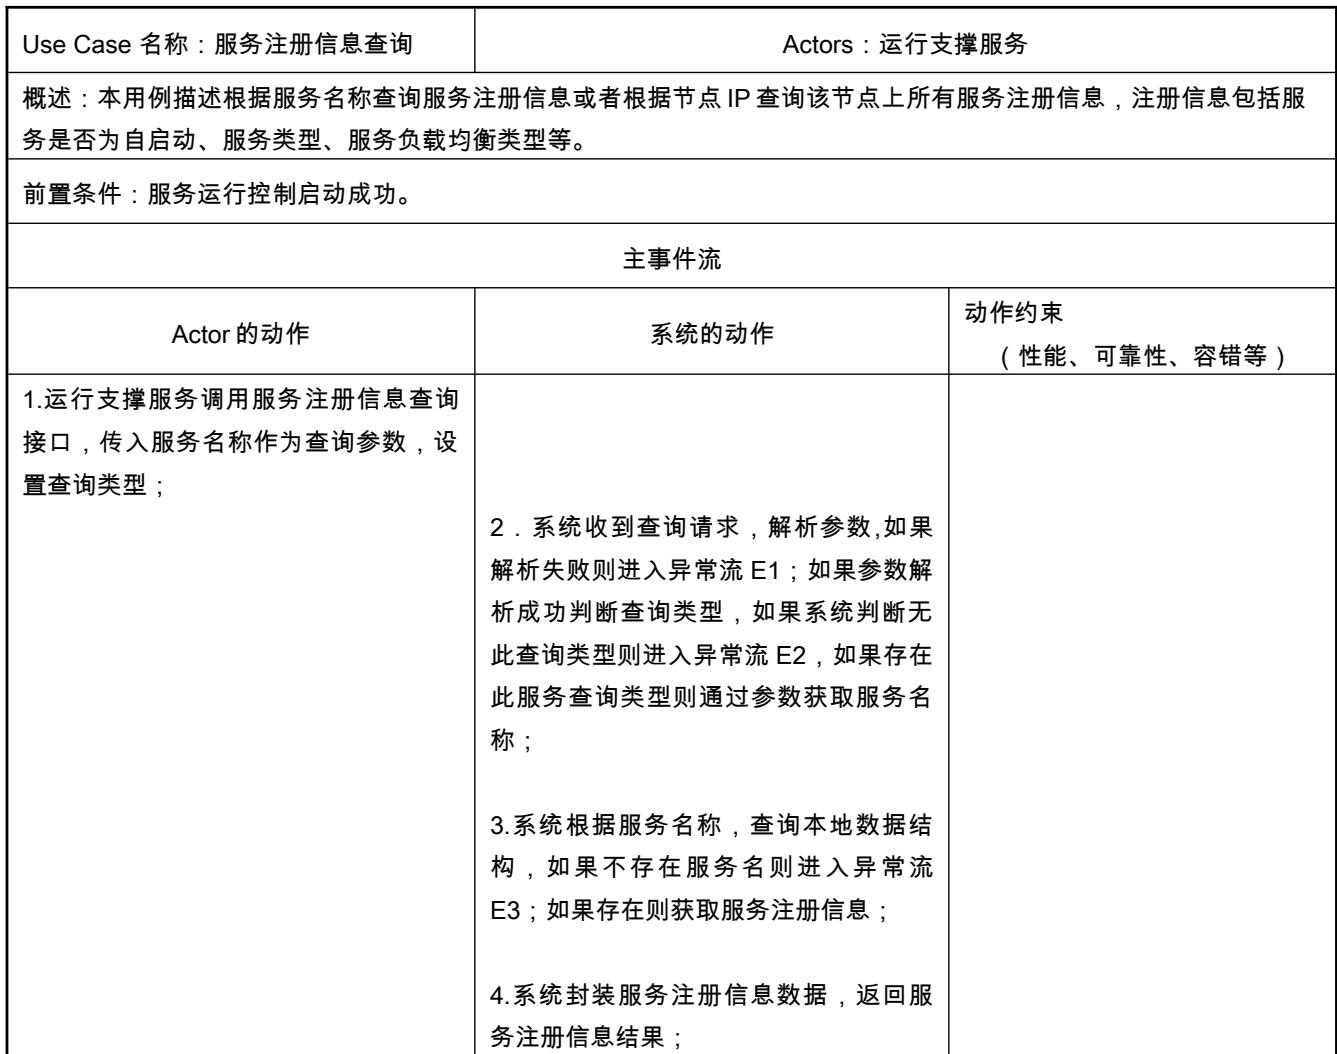 Use Case 名称：服务注册信息查询
Actors：运行支撑服务
概述：本用例描述根据服务名称查询服务注册信息或者根据节点 IP 查询该节点上所有服务注册信息，注册信息包括服
务是否为自启动、服务类型、服务负载均衡类型等。
前置条件：服务运行控制启动成功。
主事件流
Actor 的动作
系统的动作
动作约束
（性能、可靠性、容错等）
1.运行支撑服务调用服务注册信息查询
接口，传入服务名称作为查询参数，设
置查询类型；
2．系统收到查询请求，解析参数,如果
解析失败则进入异常流 E1；如果参数解
析成功判断查询类型，如果系统判断无
此查询类型则进入异常流 E2，如果存在
此服务查询类型则通过参数获取服务名
称；
3.系统根据服务名称，查询本地数据结
构，如果不存在服务名则进入异常流
E3；如果存在则获取服务注册信息；
4.系统封装服务注册信息数据，返回服
务注册信息结果；